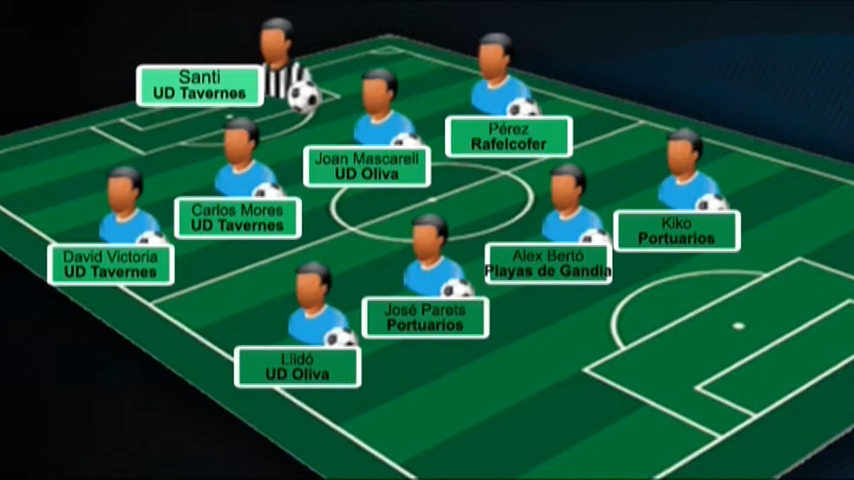 Santi
UD Tavernes
Pérez
Rafelcofer
Joan Mascarell
UD Oliva
Carlos Mores
UD Tavernes
David Victoria
UD Tavernes
Kiko
Portuarios
Alex Bertó
Playas de Gandia
José Parets
Portuarios
Llidó
UD Oliva